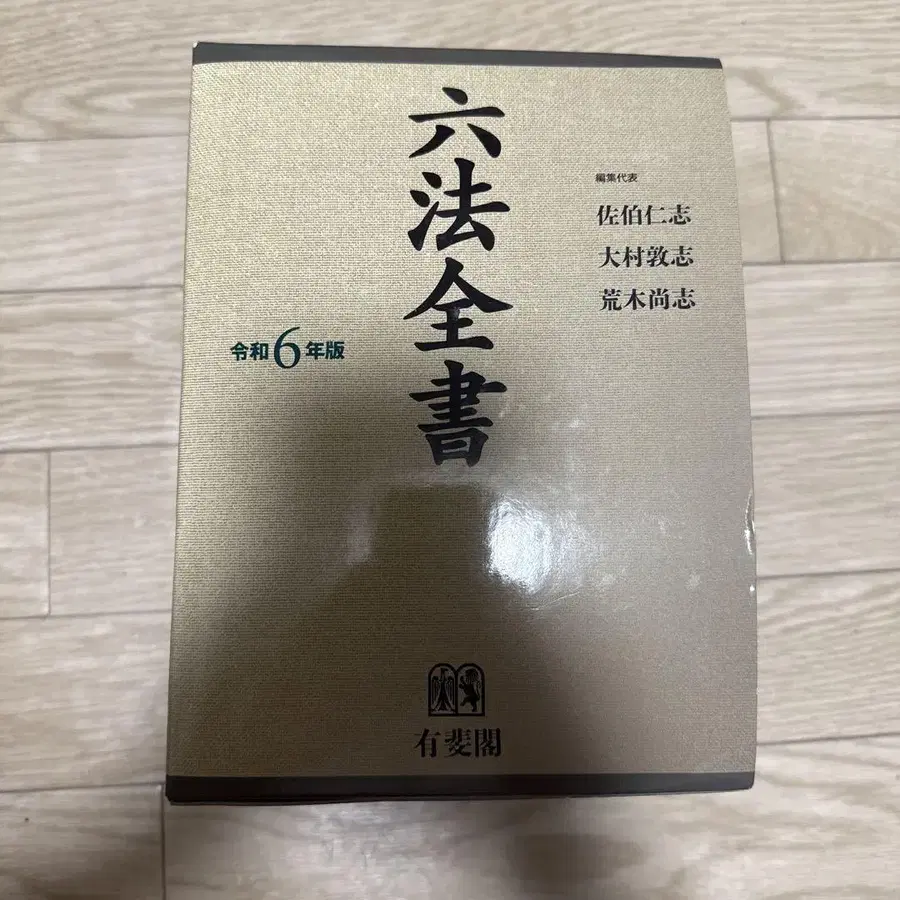 六法全書
編集代表
佐伯仁志
大村敦志
荒木尚志
令和6年版
有斐閣